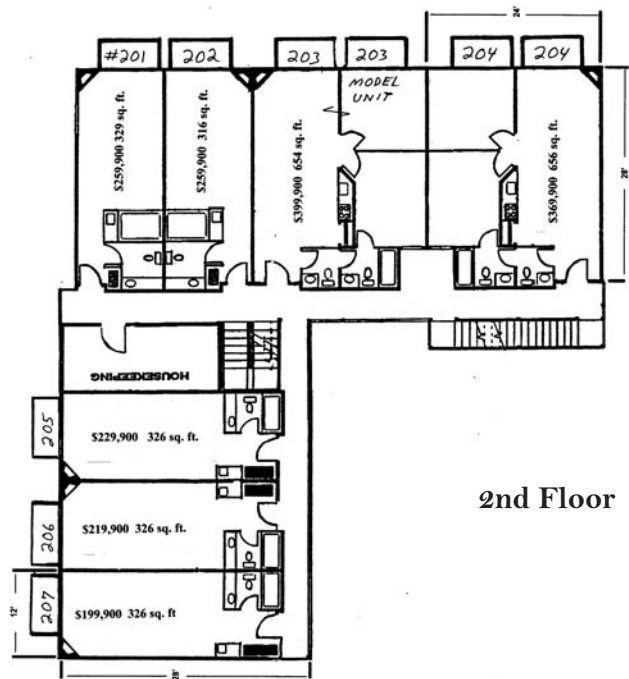 24'
#201
202
203
203
204
204
MODEL
UNIT
$259,900 329 sq. ft.
$259,900 316 sq. ft.
$399,900 654 sq. ft.
$369,900 656 sq. ft.
28'
HOUSEKEEPING
205
$229,900 326 sq. ft.
206
$219,900 326 sq. ft.
2nd Floor
207
12'
$199,900 326 sq. ft
28'